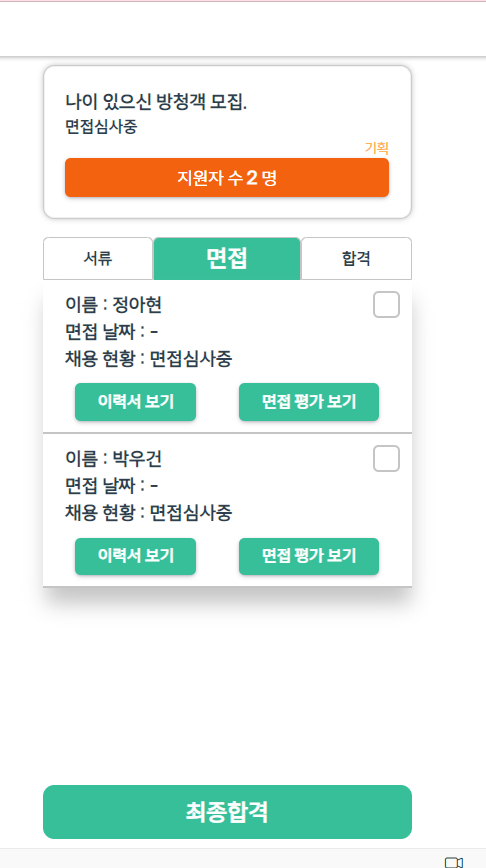 나이 있으신 방청객 모집.
면접심사중
기획
지원자 수 2 명
서류 면접 합격
이름 : 정아현
면접 날짜 : -
채용 현황 : 면접심사중
이력서 보기 면접 평가 보기
이름 : 박우건
면접 날짜 : -
채용 현황 : 면접심사중
이력서 보기 면접 평가 보기
최종합격